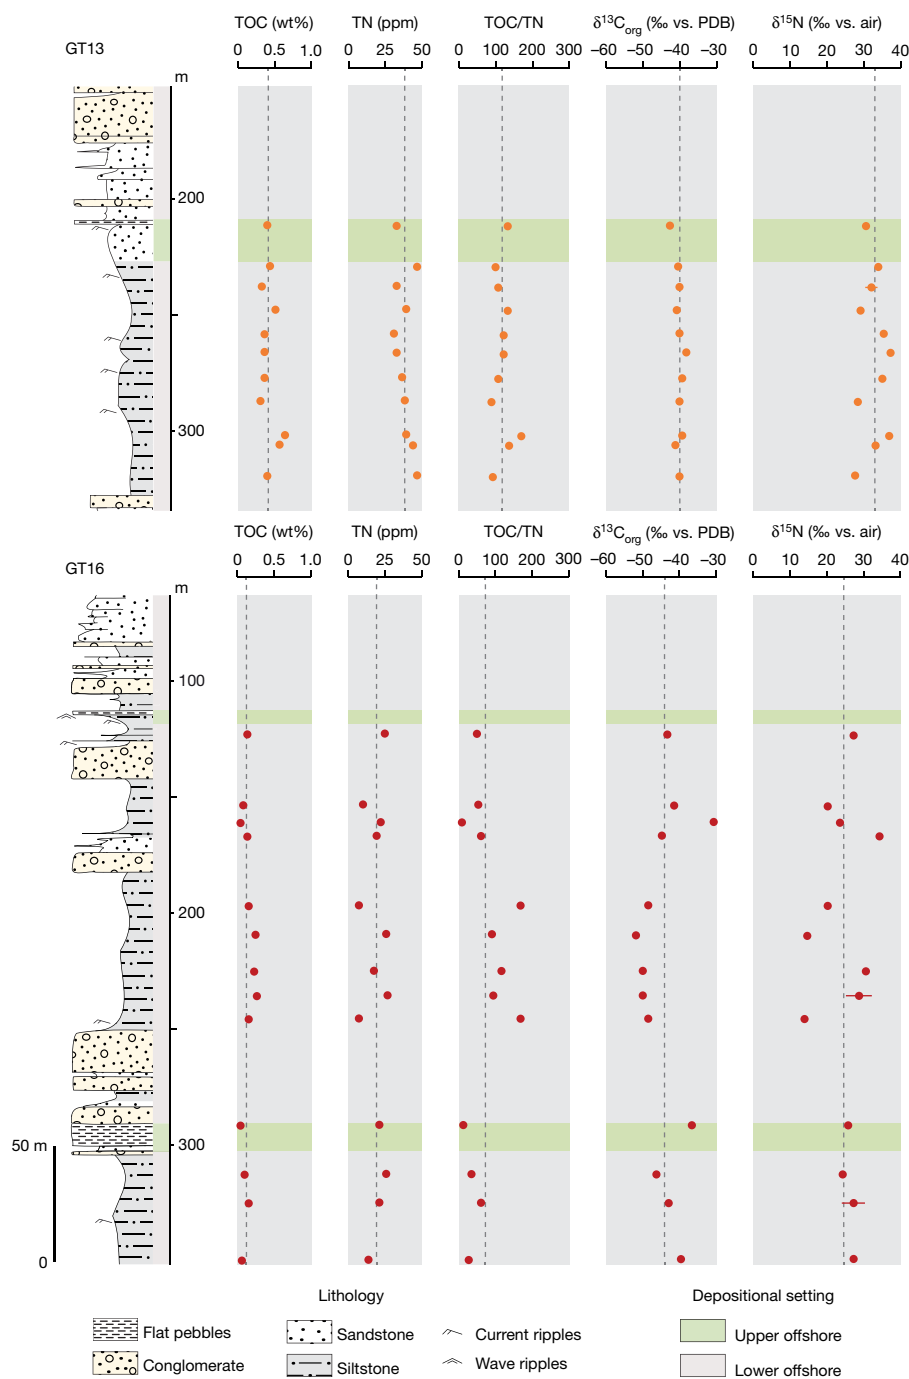 GT13
TOC (wt%) TN (ppm) TOC/TN δ¹³Corg (‰ vs. PDB) δ¹⁵N (‰ vs. air)
0 0.5 1.0 0 25 50 0 100 200 300 −60 −50 −40 −30 0 10 20 30 40
m
200
300
GT16
TOC (wt%) TN (ppm) TOC/TN δ¹³Corg (‰ vs. PDB) δ¹⁵N (‰ vs. air)
0 0.5 1.0 0 25 50 0 100 200 300 −60 −50 −40 −30 0 10 20 30 40
m
100
200
300
50 m
0
Lithology Depositional setting
Flat pebbles Sandstone Current ripples Upper offshore
Conglomerate Siltstone Wave ripples Lower offshore